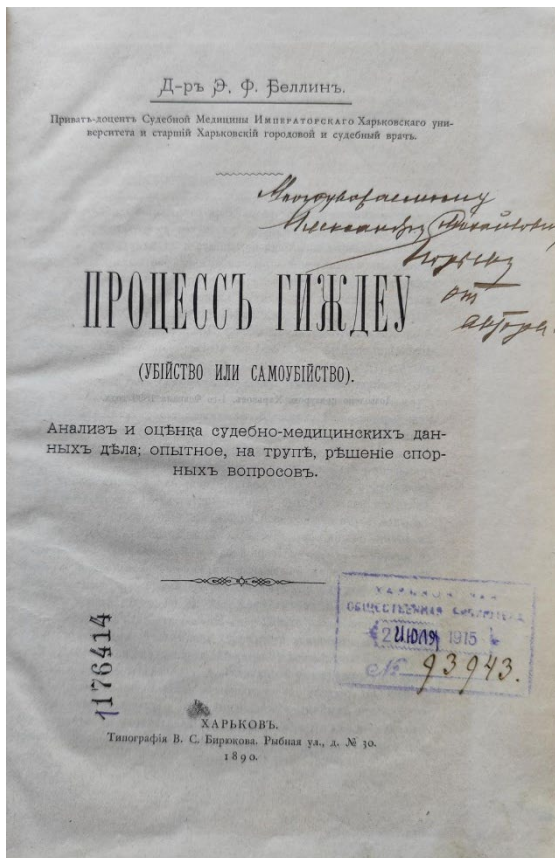 Д-ръ Э. Ф. Беллинъ.
Приватъ-доцентъ Судебной Медицины ИМПЕРАТОРСКАГО Харьковскаго уни-
верситета и старшій Харьковскій городовой и судебный врачъ.
Многоуважаемому
Александру Михайловичу
от
автора
ПРОЦЕССЪ ГИЖДЕУ
(УБІЙСТВО ИЛИ САМОУБІЙСТВО).
Анализъ и оцѣнка судебно-медицинскихъ дан-
ныхъ дѣла; опытное, на трупѣ, рѣшеніе спор-
ныхъ вопросовъ.
ХАРЬКОВСКАЯ
ОБЩЕСТВЕННАЯ БИБЛІОТЕКА
2 ИЮЛЯ 1915
№ 93943.
1176414
ХАРЬКОВЪ.
Типографія В. С. Бирюкова. Рыбная ул., д. № 30.
1890.